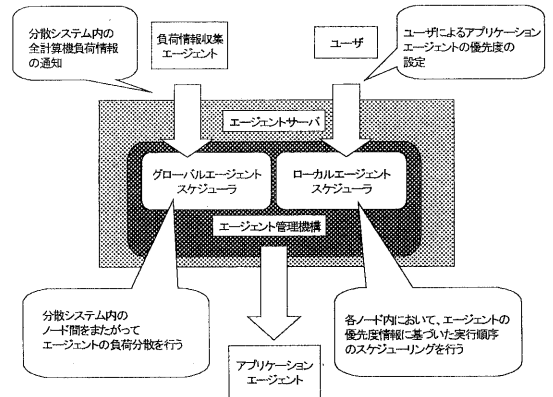 分散システム内の
全計算機負荷情報
の通知
負荷情報収集
エージェント
ユーザ
ユーザによるアプリケーション
エージェントの優先度の
設定
エージェントサーバ
グローバルエージェント
スケジューラ
ローカルエージェント
スケジューラ
エージェント管理機構
分散システム内の
ノード間をまたがって
エージェントの負荷分散を行う
各ノード内において、エージェントの
優先度情報に基づいた実行順序
のスケジューリングを行う
アプリケーション
エージェント